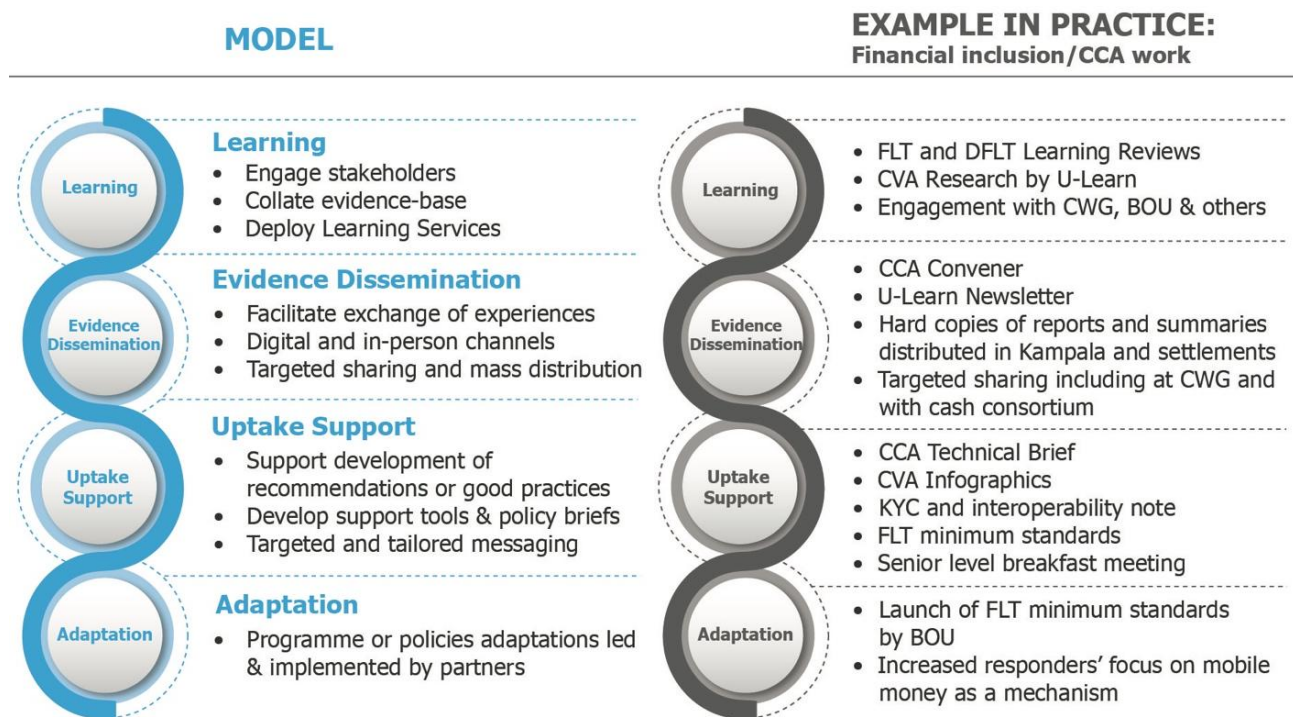 MODEL
EXAMPLE IN PRACTICE:
Financial inclusion/CCA work
Learning
Learning
• Engage stakeholders
• Collate evidence-base
• Deploy Learning Services
Evidence
Dissemination
Evidence Dissemination
• Facilitate exchange of experiences
• Digital and in-person channels
• Targeted sharing and mass distribution
Uptake
Support
Uptake Support
• Support development of
recommendations or good practices
• Develop support tools & policy briefs
• Targeted and tailored messaging
Adaptation
Adaptation
• Programme or policies adaptations led
& implemented by partners
Learning
• FLT and DFLT Learning Reviews
• CVA Research by U-Learn
• Engagement with CWG, BOU & others
Evidence
Dissemination
• CCA Convener
• U-Learn Newsletter
• Hard copies of reports and summaries
distributed in Kampala and settlements
• Targeted sharing including at CWG and
with cash consortium
Uptake
Support
• CCA Technical Brief
• CVA Infographics
• KYC and interoperability note
• FLT minimum standards
• Senior level breakfast meeting
Adaptation
• Launch of FLT minimum standards
by BOU
• Increased responders’ focus on mobile
money as a mechanism